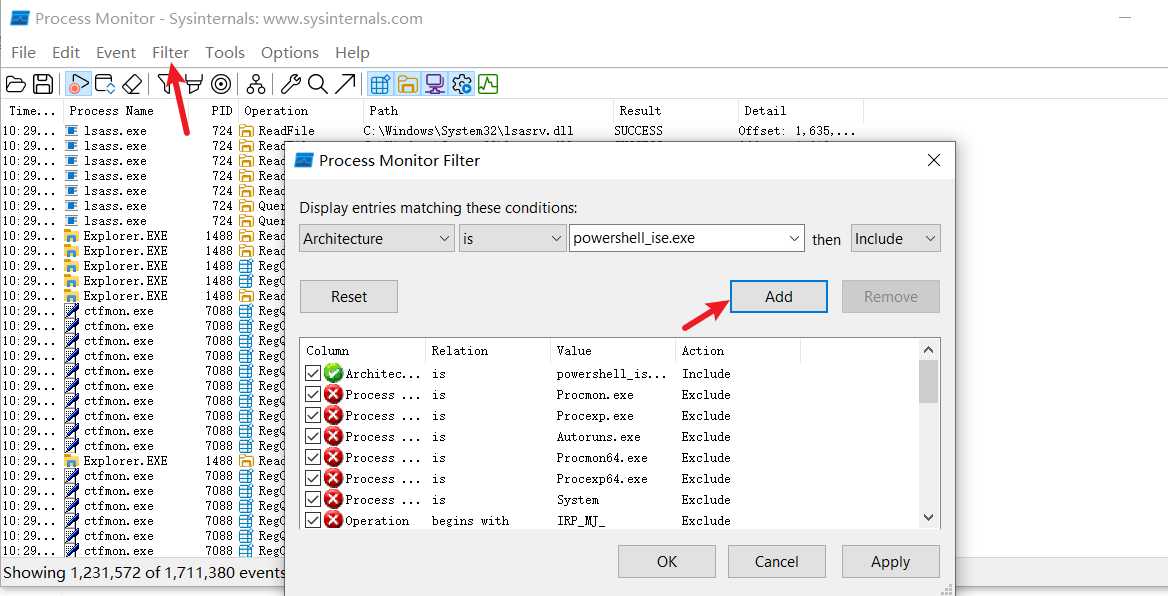 Process Monitor - Sysinternals: www.sysinternals.com
File Edit Event Filter Tools Options Help
Time... Process Name PID Operation Path Result Detail
10:29... lsass.exe 724 ReadFile C:\Windows\System32\lsasrv.dll SUCCESS Offset: 1,635,...
10:29... lsass.exe 724 Read
10:29... lsass.exe 724 Read
10:29... lsass.exe 724 Read
10:29... lsass.exe 724 Read
10:29... lsass.exe 724 Quer
10:29... lsass.exe 724 Quer
10:29... Explorer.EXE 1488 Read
10:29... Explorer.EXE 1488 Read
10:29... Explorer.EXE 1488 RegC
10:29... Explorer.EXE 1488 RegC
10:29... Explorer.EXE 1488 Read
10:29... ctfmon.exe 7088 RegQ
10:29... ctfmon.exe 7088 RegQ
10:29... ctfmon.exe 7088 RegC
10:29... ctfmon.exe 7088 RegQ
10:29... ctfmon.exe 7088 RegC
10:29... ctfmon.exe 7088 RegC
10:29... ctfmon.exe 7088 RegQ
10:29... ctfmon.exe 7088
10:29... ctfmon.exe 7088 RegQ
10:29... ctfmon.exe 7088 RegC
10:29... Explorer.EXE 1488 Read
10:29... ctfmon.exe 7088 RegC
10:29... ctfmon.exe 7088 RegQ
10:29... ctfmon.exe 7088 RegQ
10:29... ctfmon.exe 7088 RegC
10:29... ctfmon.exe 7088 RegQ
10:29... ctfmon.exe 7088 RegC
Showing 1,231,572 of 1,711,380 events
Process Monitor Filter
Display entries matching these conditions:
Architecture is powershell_ise.exe then Include
Reset Add Remove
Column Relation Value Action
Architec... is powershell_is... Include
Process ... is Procmon.exe Exclude
Process ... is Procexp.exe Exclude
Process ... is Autoruns.exe Exclude
Process ... is Procmon64.exe Exclude
Process ... is Procexp64.exe Exclude
Process ... is System Exclude
Operation begins with IRP_MJ_ Exclude
OK Cancel Apply